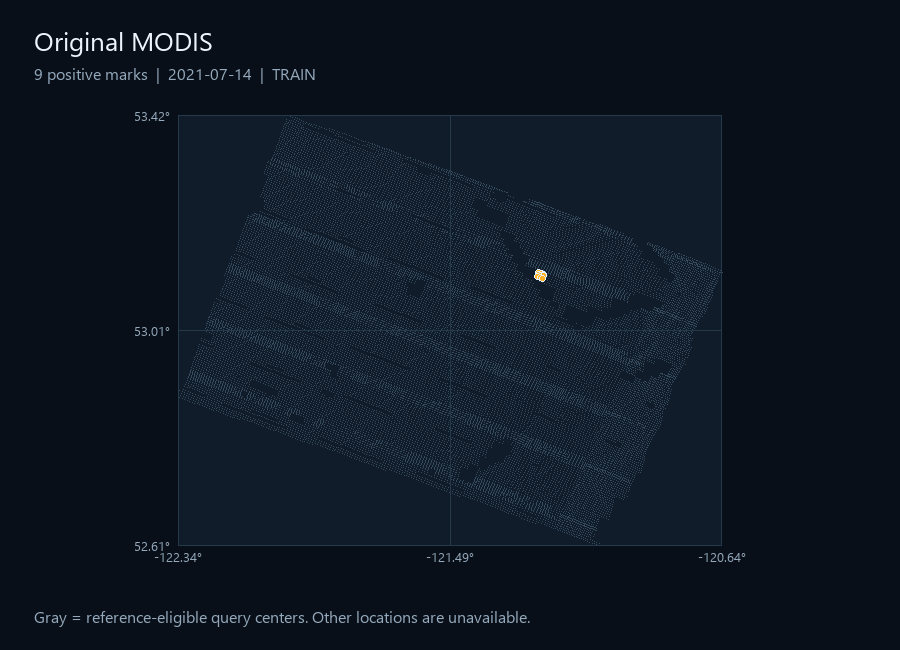 Original MODIS
9 positive marks | 2021-07-14 | TRAIN
53.42°
53.01°
52.61°
-122.34°
-121.49°
-120.64°
Gray = reference-eligible query centers. Other locations are unavailable.